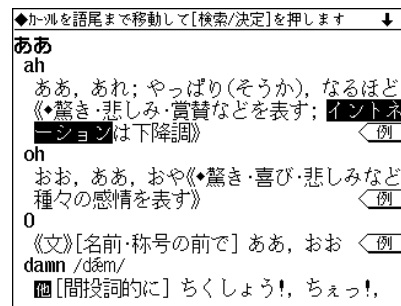 ◆ｶｰｿﾙを語尾まで移動して[検索/決定]を押します ⬇
ああ
ah
ああ，あれ；やっぱり(そうか)，なるほど
《◆驚き･悲しみ･賞賛などを表す；イントネ
ーションは下降調》 例
oh
おお，ああ，おや《◆驚き･喜び･悲しみなど
種々の感情を表す》 例
O
《文》[名前･称号の前で] ああ，おお 例
damn /dǽm/
他[間投詞的に] ちくしょう!，ちぇっ!，